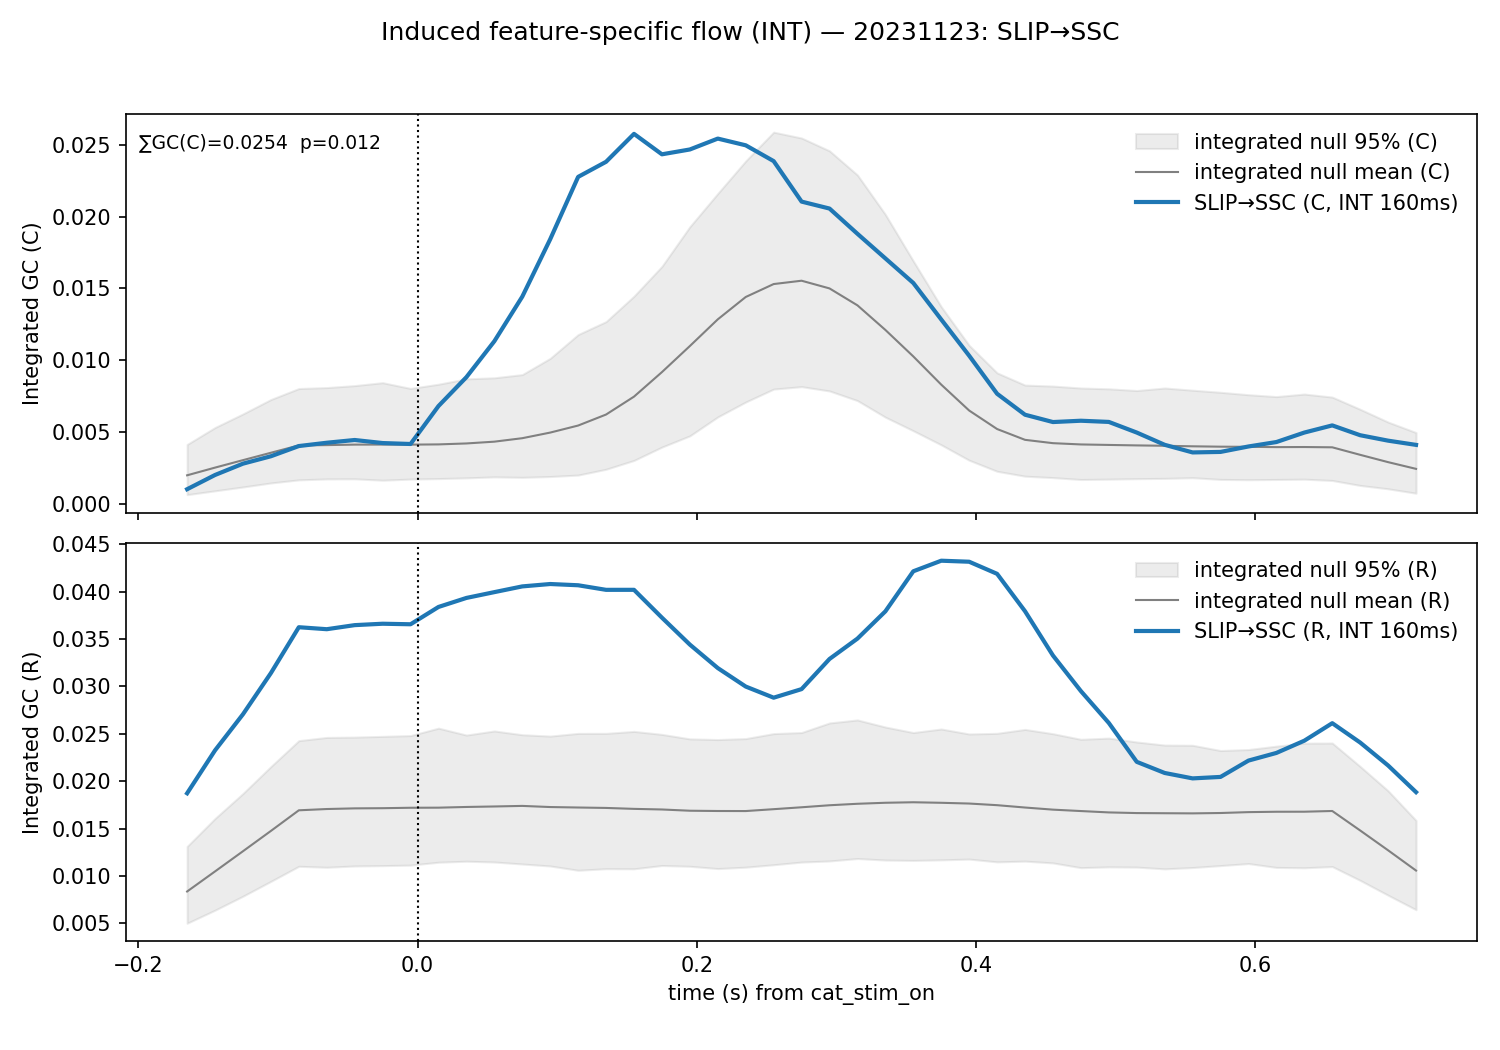 Induced feature-specific flow (INT) — 20231123: SLIP→SSC
∑GC(C)=0.0254  p=0.012
integrated null 95% (C)
integrated null mean (C)
SLIP→SSC (C, INT 160ms)
Integrated GC (C)
0.025
0.020
0.015
0.010
0.005
0.000
integrated null 95% (R)
integrated null mean (R)
SLIP→SSC (R, INT 160ms)
Integrated GC (R)
0.045
0.040
0.035
0.030
0.025
0.020
0.015
0.010
0.005
−0.2 0.0 0.2 0.4 0.6
time (s) from cat_stim_on